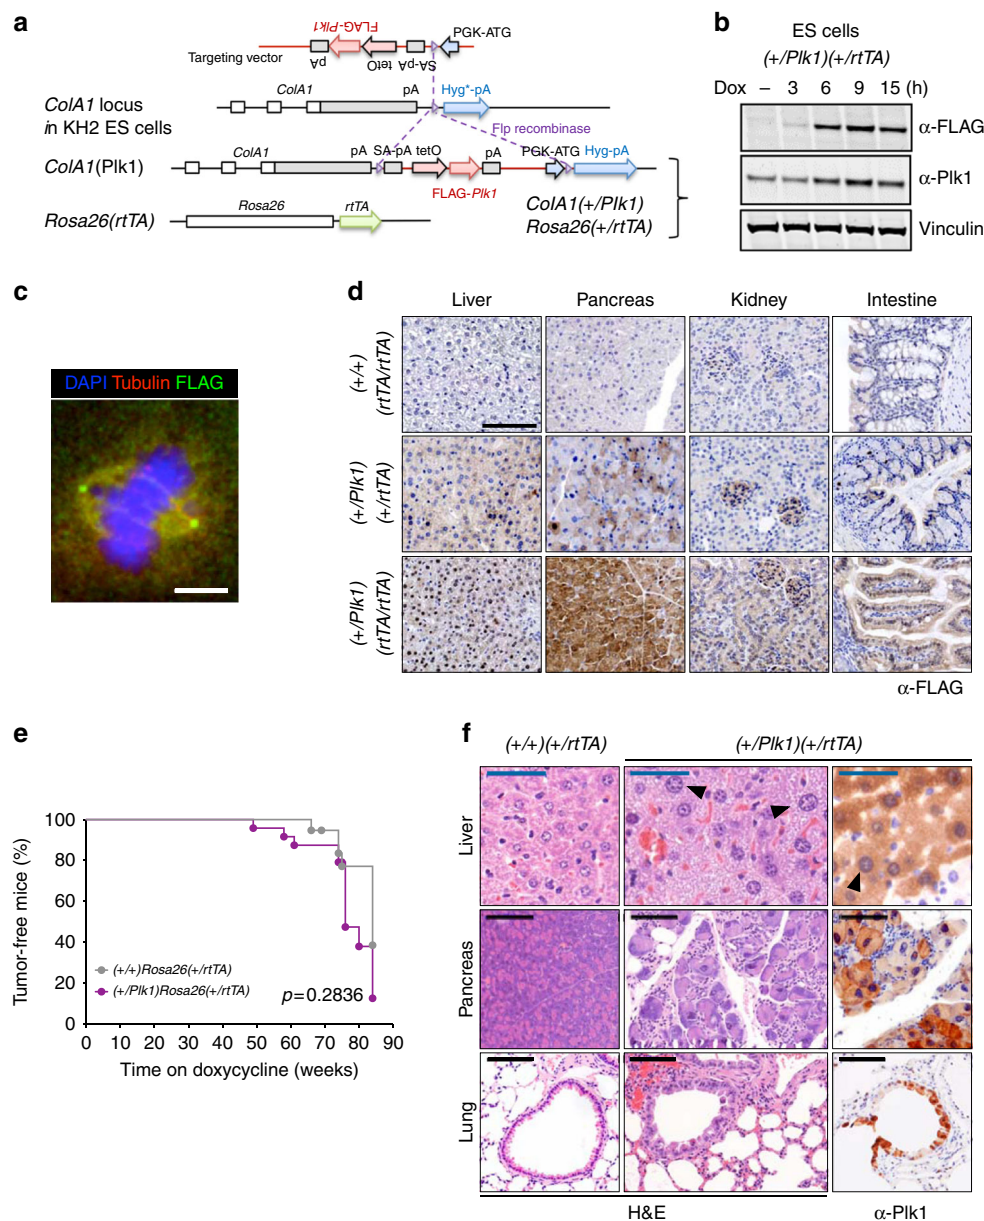 a
FLAG-Plk1
PGK-ATG
Targeting vector
pA
tetO
SA-pA
ColA1
pA
Hyg*-pA
ColA1 locus
in KH2 ES cells
Flp recombinase
ColA1
pA
SA-pA
tetO
pA
PGK-ATG
Hyg-pA
ColA1(Plk1)
FLAG-Plk1
ColA1(+/Plk1)
Rosa26(+/rtTA)
Rosa26
rtTA
Rosa26(rtTA)
b
ES cells
(+/Plk1)(+/rtTA)
Dox – 3 6 9 15 (h)
α-FLAG
α-Plk1
Vinculin
c
DAPI Tubulin FLAG
d
Liver Pancreas Kidney Intestine
(+/+)
(rtTA/rtTA)
(+/Plk1)
(+/rtTA)
(+/Plk1)
(rtTA/rtTA)
α-FLAG
e
Tumor-free mice (%)
100
80
60
40
20
0
(+/+)Rosa26(+/rtTA)
(+/Plk1)Rosa26(+/rtTA)
p=0.2836
0 10 20 30 40 50 60 70 80 90
Time on doxycycline (weeks)
f
(+/+)(+/rtTA) (+/Plk1)(+/rtTA)
Liver
Pancreas
Lung
H&E α-Plk1